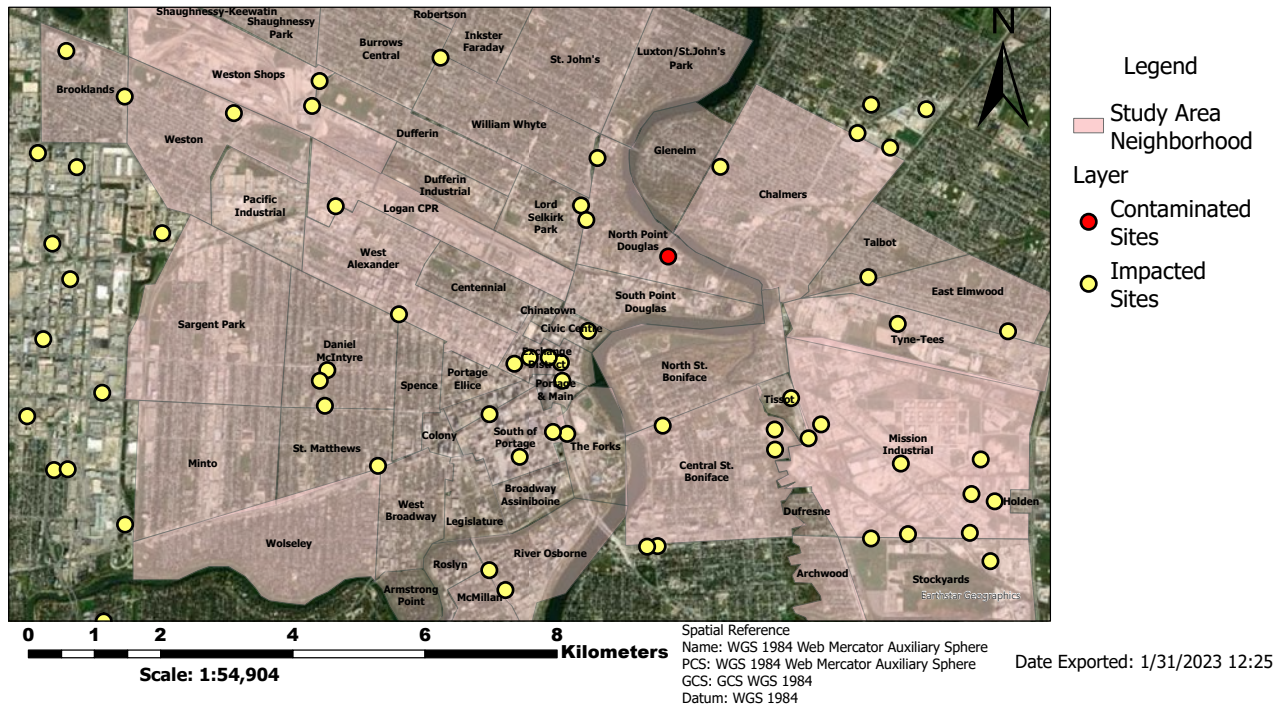 Shaughnessy-Keewatin
Shaughnessy
Park
Robertson
Burrows
Central
Inkster
Faraday
St. John's
Luxton/St.John's
Park
N
Weston Shops
Brooklands
Weston
Dufferin
William Whyte
Glenelm
Chalmers
Pacific
Industrial
Dufferin
Industrial
Logan CPR
Lord
Selkirk
Park
North Point
Douglas
Talbot
West
Alexander
Centennial
South Point
Douglas
East Elmwood
Chinatown
Civic Centre
Sargent Park
Daniel
McIntyre
Exchange
District
Tyne-Tees
Spence
Portage
Ellice
Portage
& Main
North St.
Boniface
Tissot
Colony
South of
Portage
The Forks
Mission
Industrial
Minto
St. Matthews
Central St.
Boniface
Broadway
Assiniboine
West
Broadway
Legislature
Dufresne
Holden
Wolseley
Roslyn
River Osborne
Armstrong
Point
McMillan
Archwood
Stockyards
Earthstar Geographics
Legend
Study Area
Neighborhood
Layer
Contaminated
Sites
Impacted
Sites
0 1 2 4 6 8
Kilometers
Scale: 1:54,904
Spatial Reference
Name: WGS 1984 Web Mercator Auxiliary Sphere
PCS: WGS 1984 Web Mercator Auxiliary Sphere
GCS: GCS WGS 1984
Datum: WGS 1984
Date Exported: 1/31/2023 12:25